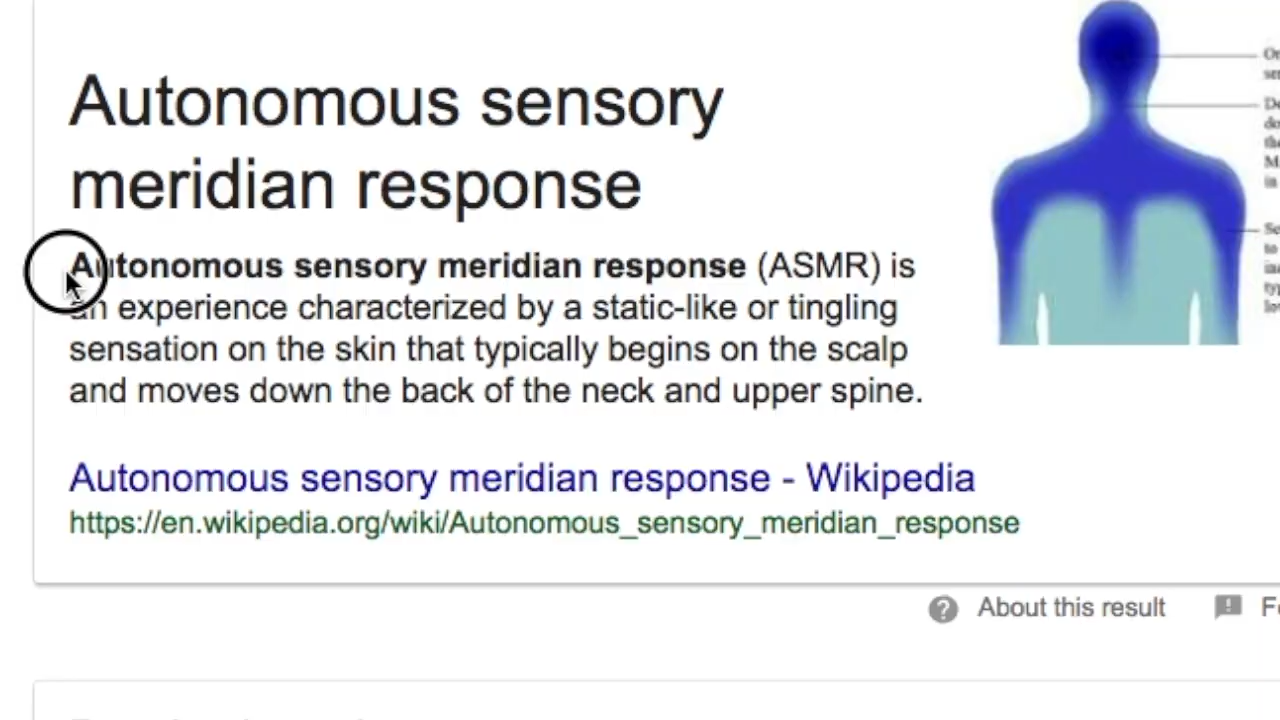 Autonomous sensory
meridian response
Autonomous sensory meridian response (ASMR) is
an experience characterized by a static-like or tingling
sensation on the skin that typically begins on the scalp
and moves down the back of the neck and upper spine.
Autonomous sensory meridian response - Wikipedia
https://en.wikipedia.org/wiki/Autonomous_sensory_meridian_response
About this result